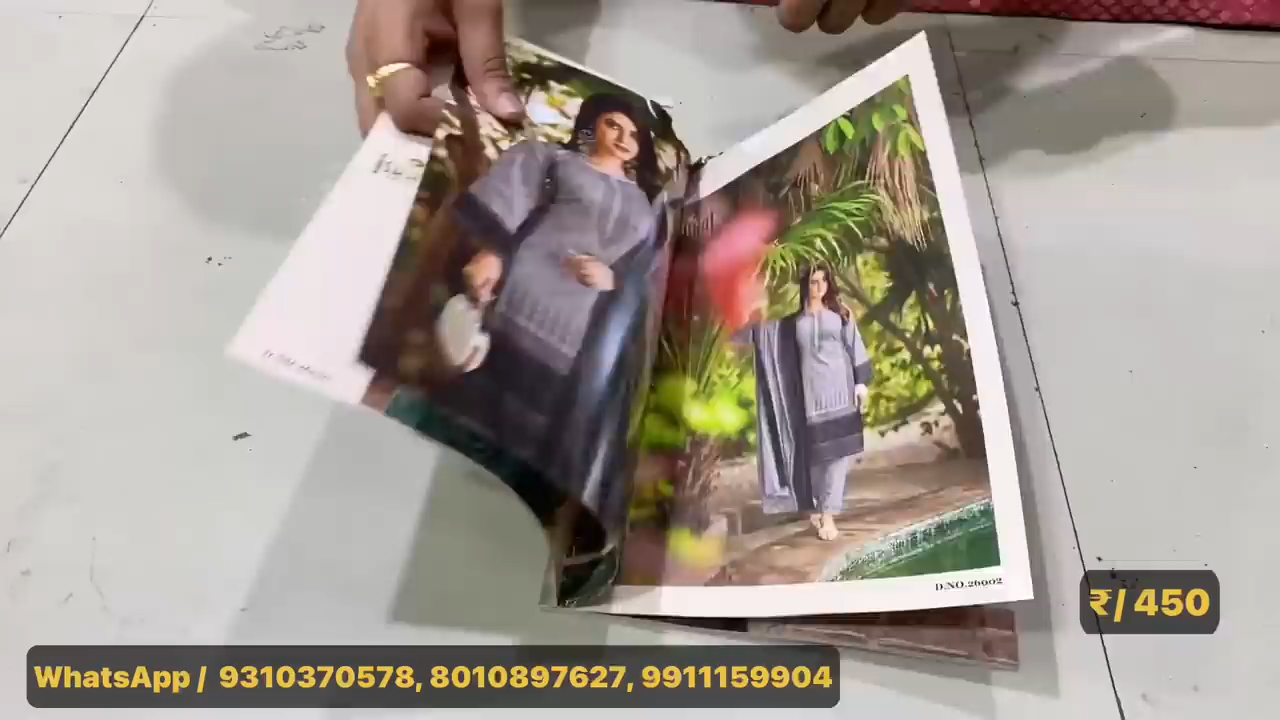 D.NO.26002
₹/ 450
WhatsApp / 9310370578, 8010897627, 9911159904